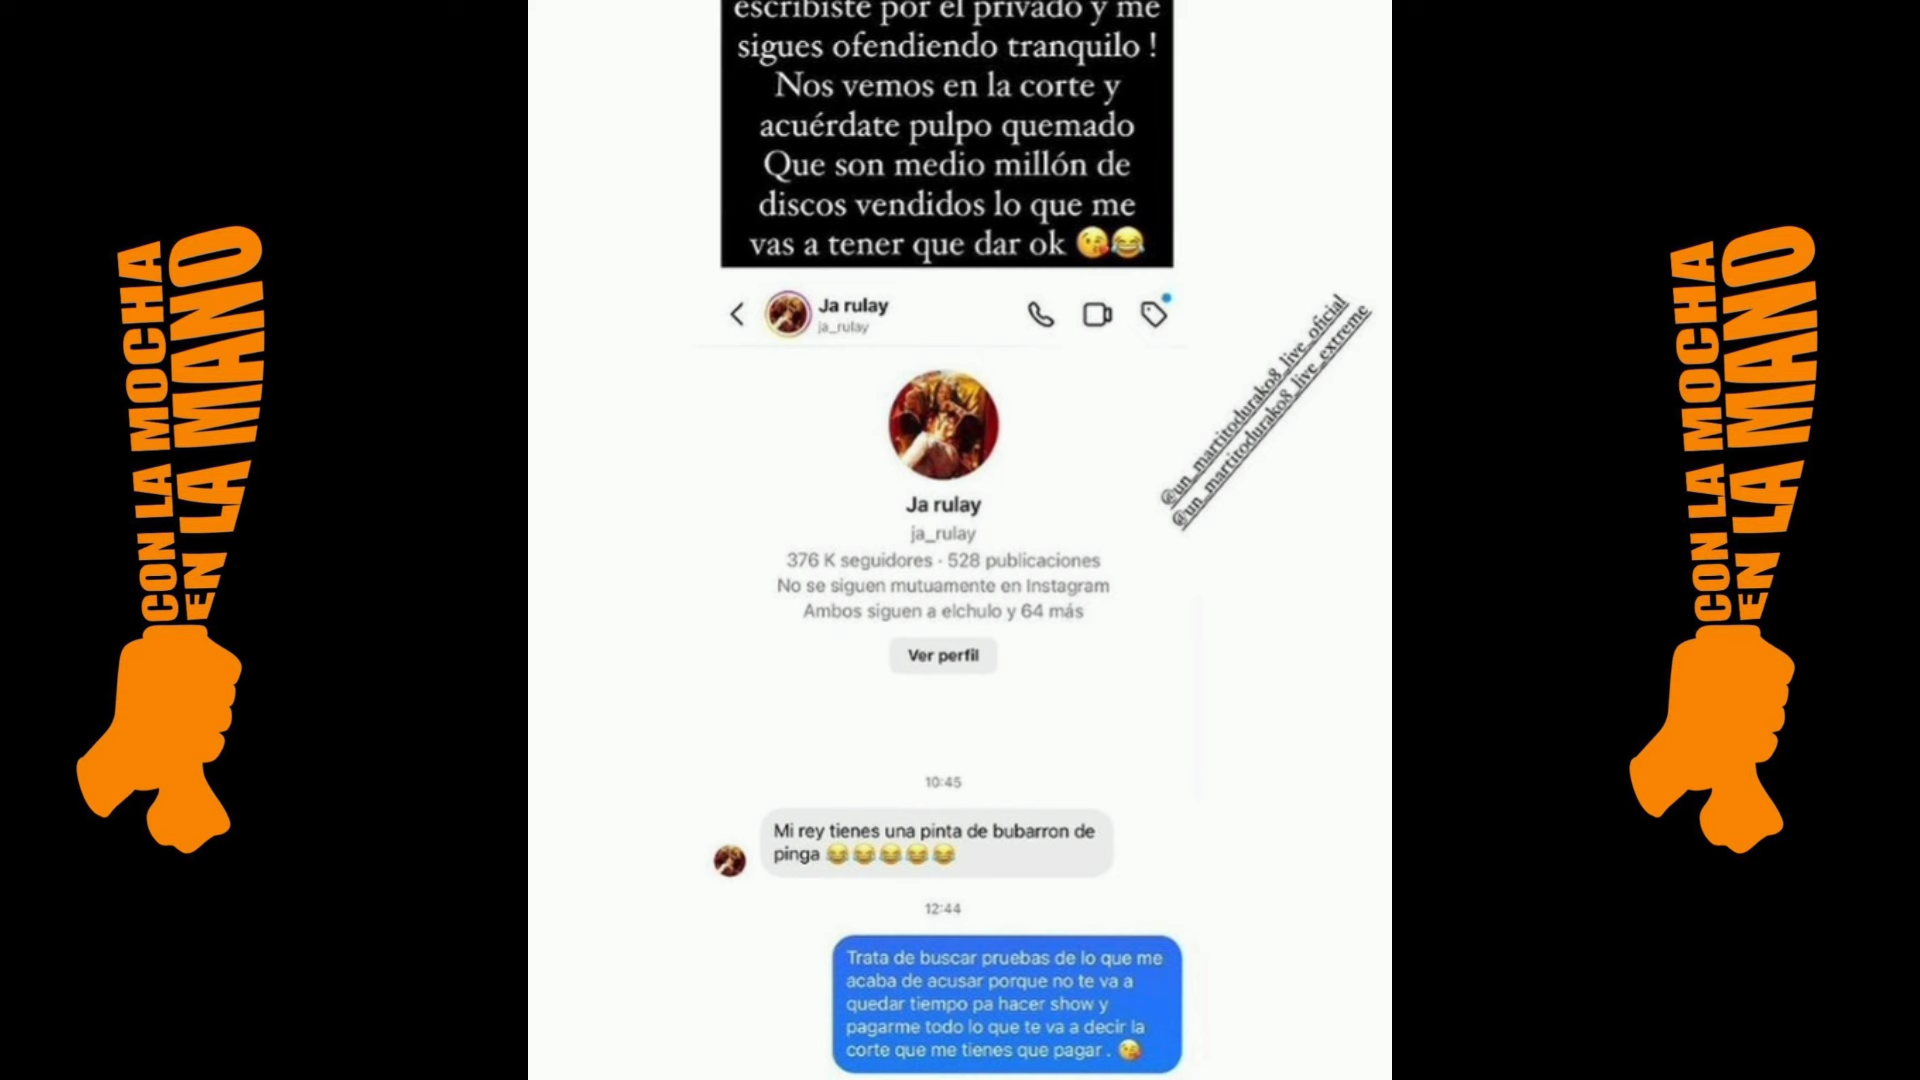 escribiste por el privado y me
sigues ofendiendo tranquilo !
Nos vemos en la corte y
acuérdate pulpo quemado
Que son medio millón de
discos vendidos lo que me
vas a tener que dar ok 😘😂
Ja rulay
ja_rulay
@un_martitodurako8_live_oficial
@un_martitodurako8_live_extreme
Ja rulay
ja_rulay
376 K seguidores · 528 publicaciones
No se siguen mutuamente en Instagram
Ambos siguen a elchulo y 64 más
Ver perfil
10:45
Mi rey tienes una pinta de bubarron de
pinga 😂😂😂😂😂
12:44
Trata de buscar pruebas de lo que me
acaba de acusar porque no te va a
quedar tiempo pa hacer show y
pagarme todo lo que te va a decir la
corte que me tienes que pagar . 😘
CON LA MOCHA
EN LA MANO
CON LA MOCHA
EN LA MANO